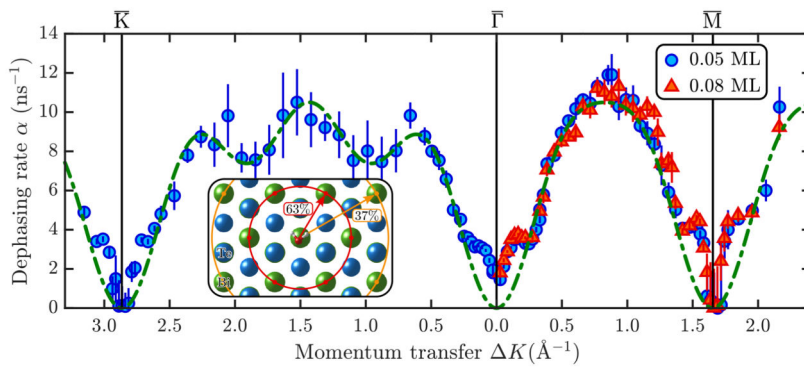 K̅ Γ̅ M̅
14
12
10
8
6
4
2
0
Dephasing rate α (ns⁻¹)
0.05 ML
0.08 ML
63%
37%
Te
Bi
3.0 2.5 2.0 1.5 1.0 0.5 0.0 0.5 1.0 1.5 2.0
Momentum transfer ΔK(Å⁻¹)